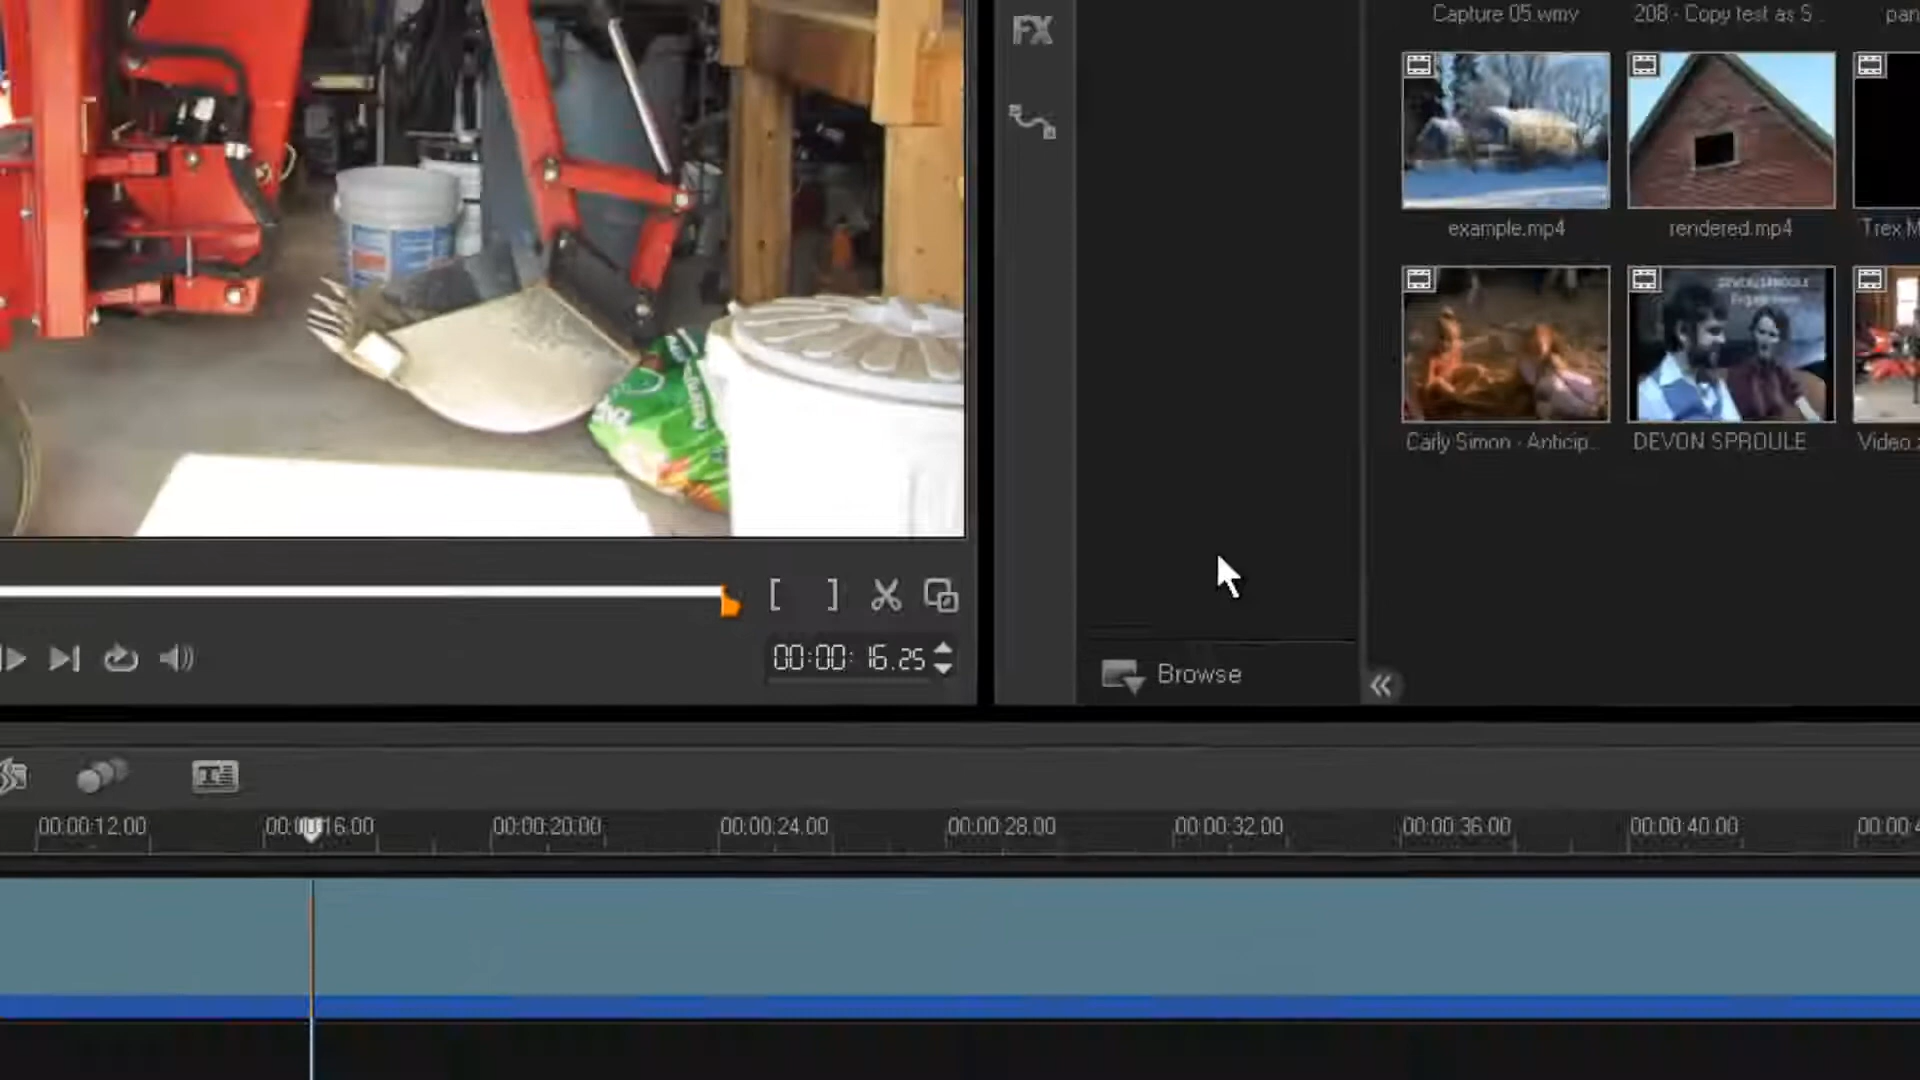 FX
Capture 05.wmv
208 - Copy test as S...
pan
example.mp4
rendered.mp4
Trex M
Carly Simon - Anticip...
DEVON SPROULE
Video
[ ]
00:00:16.25
Browse
00:00:12.00
00:00:16.00
00:00:20.00
00:00:24.00
00:00:28.00
00:00:32.00
00:00:36.00
00:00:40.00
00:00:4